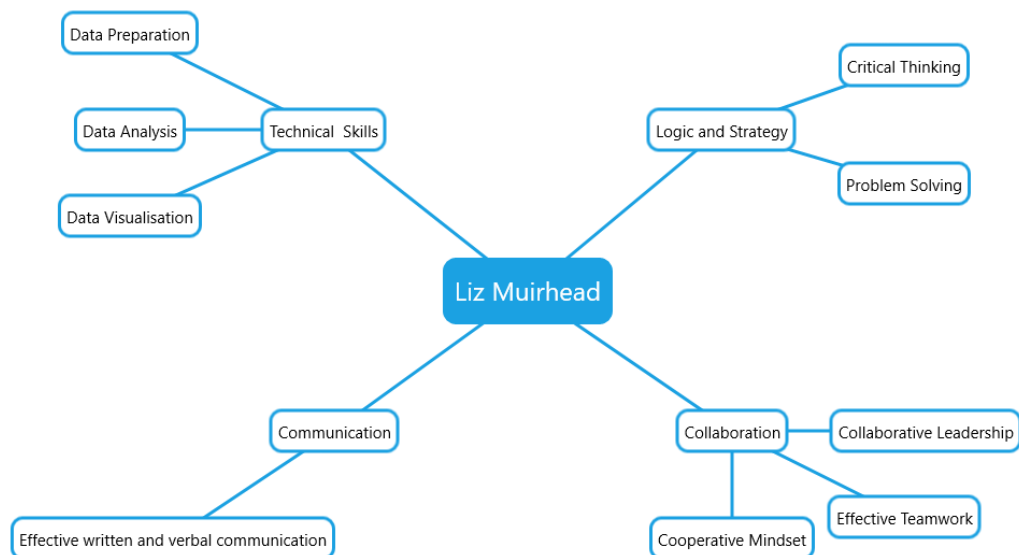 Data Preparation
Critical Thinking
Data Analysis
Technical  Skills
Logic and Strategy
Problem Solving
Data Visualisation
Liz Muirhead
Communication
Collaboration
Collaborative Leadership
Effective Teamwork
Effective written and verbal communication
Cooperative Mindset